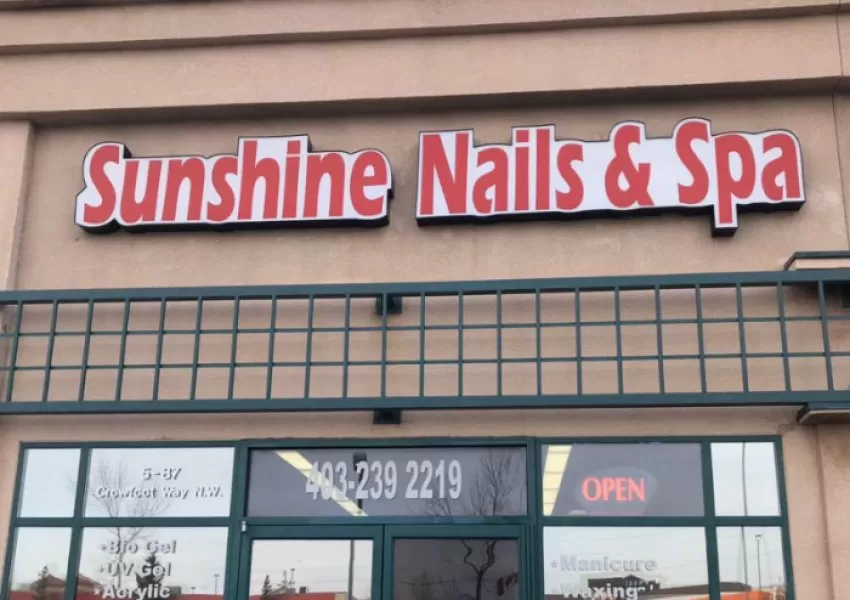 Sunshine Nails & Spa
5-87
Crowfoot Way N.W.
403-239 2219
OPEN
•Bio Gel
•UV Gel
•Acrylic
•Manicure
•Waxing